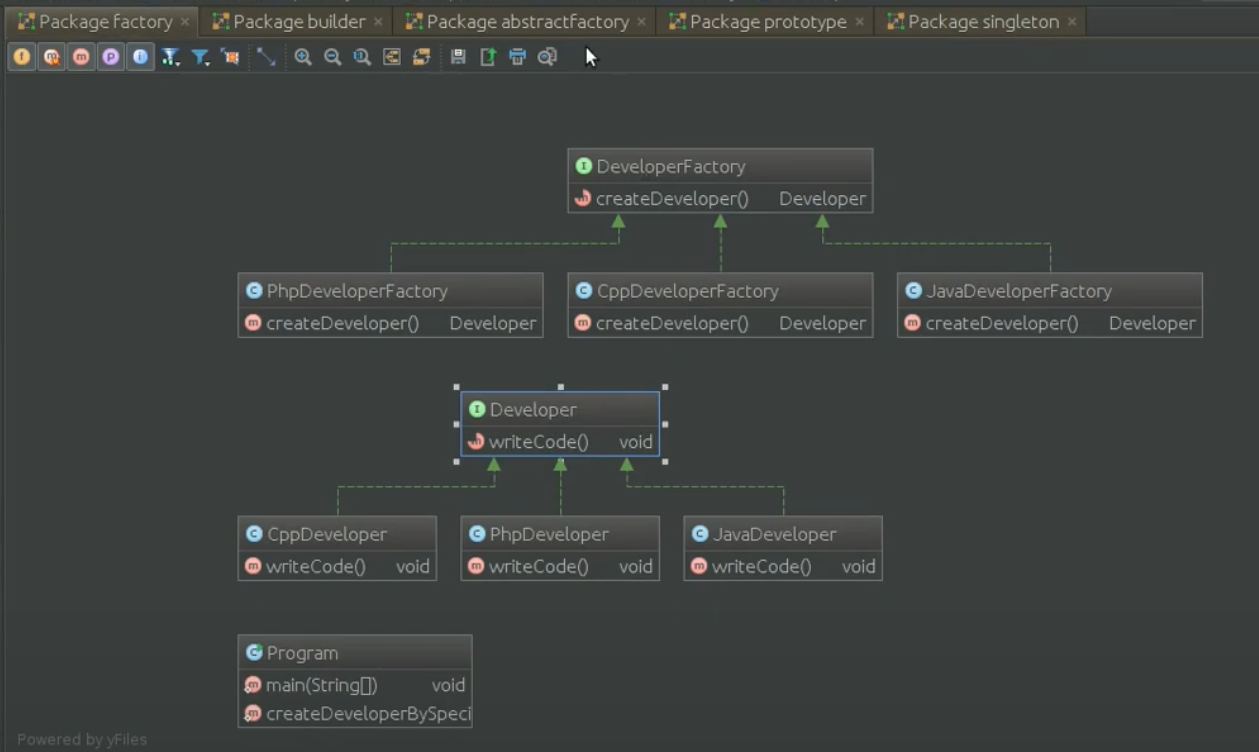 Package factory × Package builder × Package abstractfactory × Package prototype × Package singleton ×
DeveloperFactory
createDeveloper() Developer
PhpDeveloperFactory
createDeveloper() Developer
CppDeveloperFactory
createDeveloper() Developer
JavaDeveloperFactory
createDeveloper() Developer
Developer
writeCode() void
CppDeveloper
writeCode() void
PhpDeveloper
writeCode() void
JavaDeveloper
writeCode() void
Program
main(String[]) void
createDeveloperBySpeci
Powered by yFiles